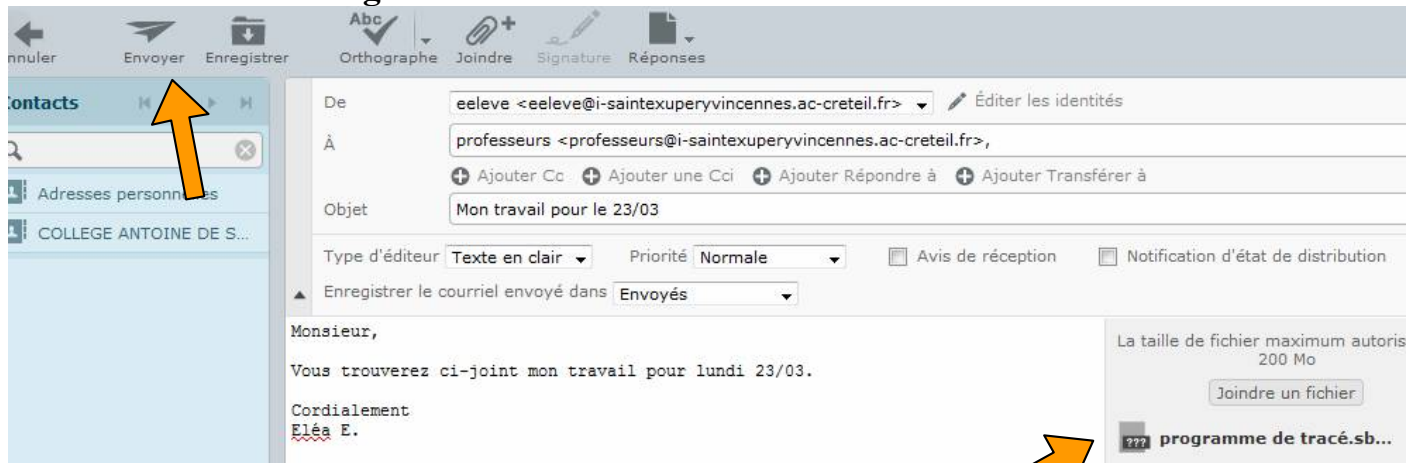 Abc
nnuler Envoyer Enregistrer Orthographe Joindre Signature Réponses
Contacts
Adresses personnelles
COLLEGE ANTOINE DE S...
De eeleve <eeleve@i-saintexuperyvincennes.ac-creteil.fr> Éditer les identités
À professeurs <professeurs@i-saintexuperyvincennes.ac-creteil.fr>,
Ajouter Cc Ajouter une Cci Ajouter Répondre à Ajouter Transférer à
Objet Mon travail pour le 23/03
Type d'éditeur Texte en clair Priorité Normale Avis de réception Notification d'état de distribution
Enregistrer le courriel envoyé dans Envoyés
Monsieur,
Vous trouverez ci-joint mon travail pour lundi 23/03.
Cordialement
Eléa E.
La taille de fichier maximum autoris
200 Mo
Joindre un fichier
??? programme de tracé.sb...